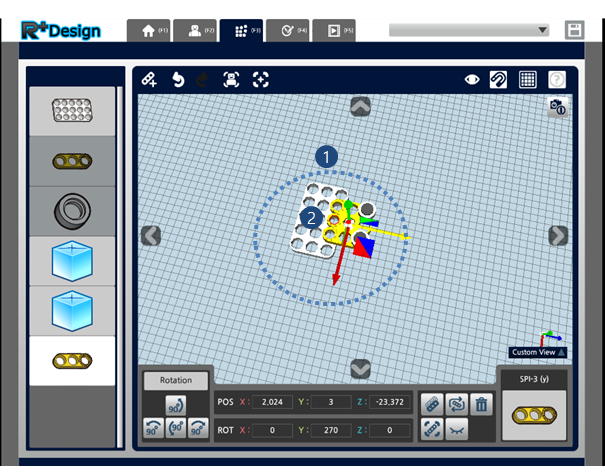 R+Design
(F1)
(F2)
(F3)
(F4)
(F5)
1
2
Custom View
Rotation
90°
90° 90° 90°
POS X: 2,024 Y: 3 Z: -23,372
ROT X: 0 Y: 270 Z: 0
SPI-3 (y)